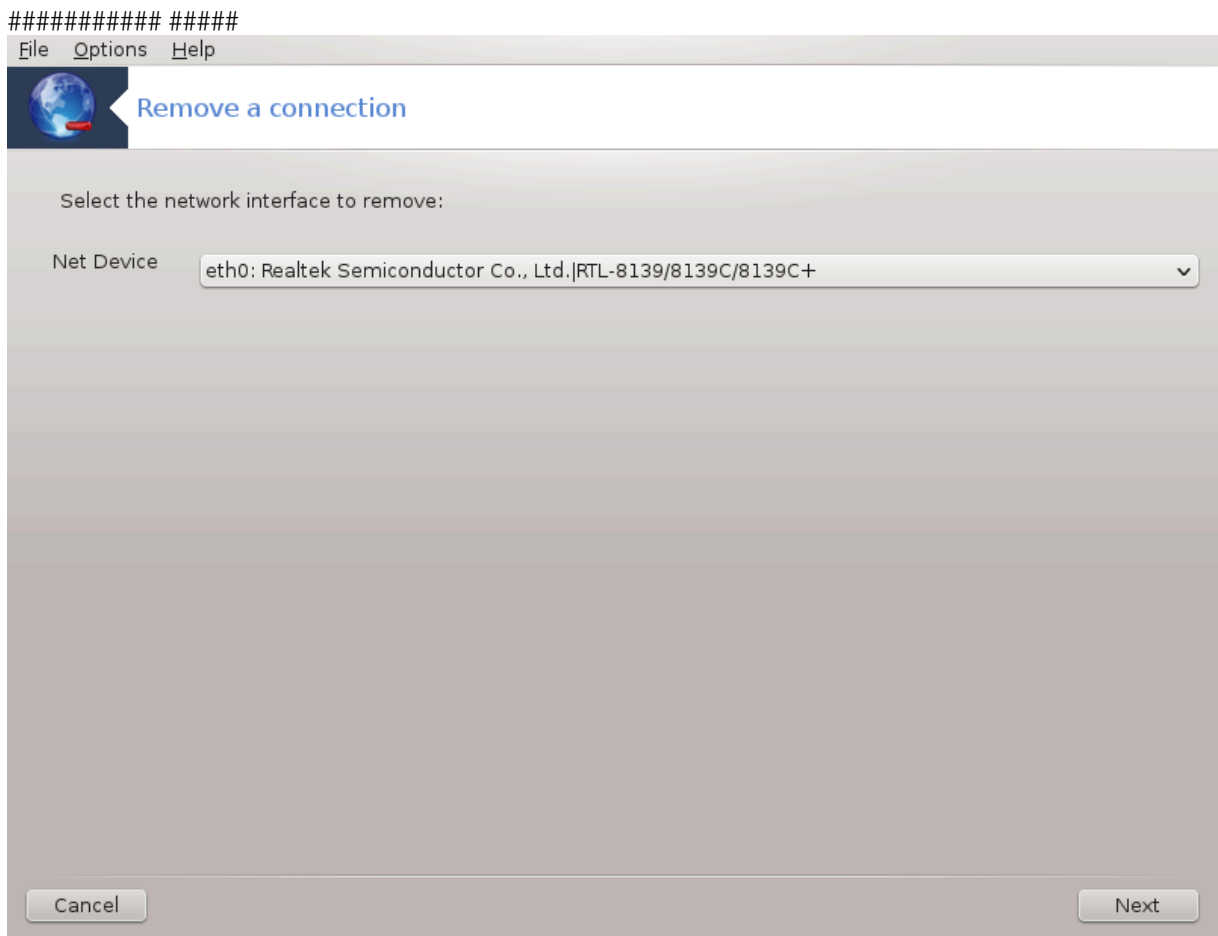 ########### #####
File Options Help
Remove a connection
Select the network interface to remove:
Net Device
eth0: Realtek Semiconductor Co., Ltd.|RTL-8139/8139C/8139C+
Cancel Next